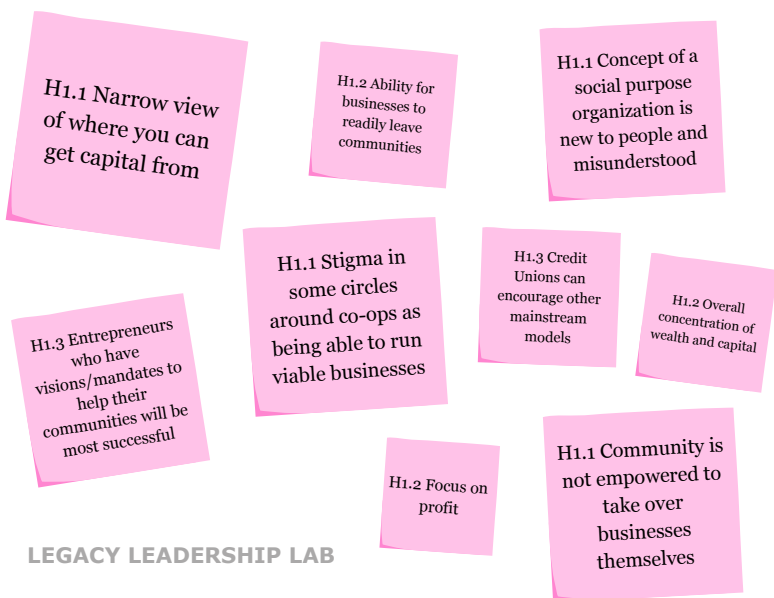 H1.1 Narrow view
of where you can
get capital from
H1.2 Ability for
businesses to
readily leave
communities
H1.1 Concept of a
social purpose
organization is
new to people and
misunderstood
H1.1 Stigma in
some circles
around co-ops as
being able to run
viable businesses
H1.3 Credit
Unions can
encourage other
mainstream
models
H1.2 Overall
concentration of
wealth and capital
H1.3 Entrepreneurs
who have
visions/mandates to
help their
communities will be
most successful
H1.2 Focus on
profit
H1.1 Community is
not empowered to
take over
businesses
themselves
LEGACY LEADERSHIP LAB